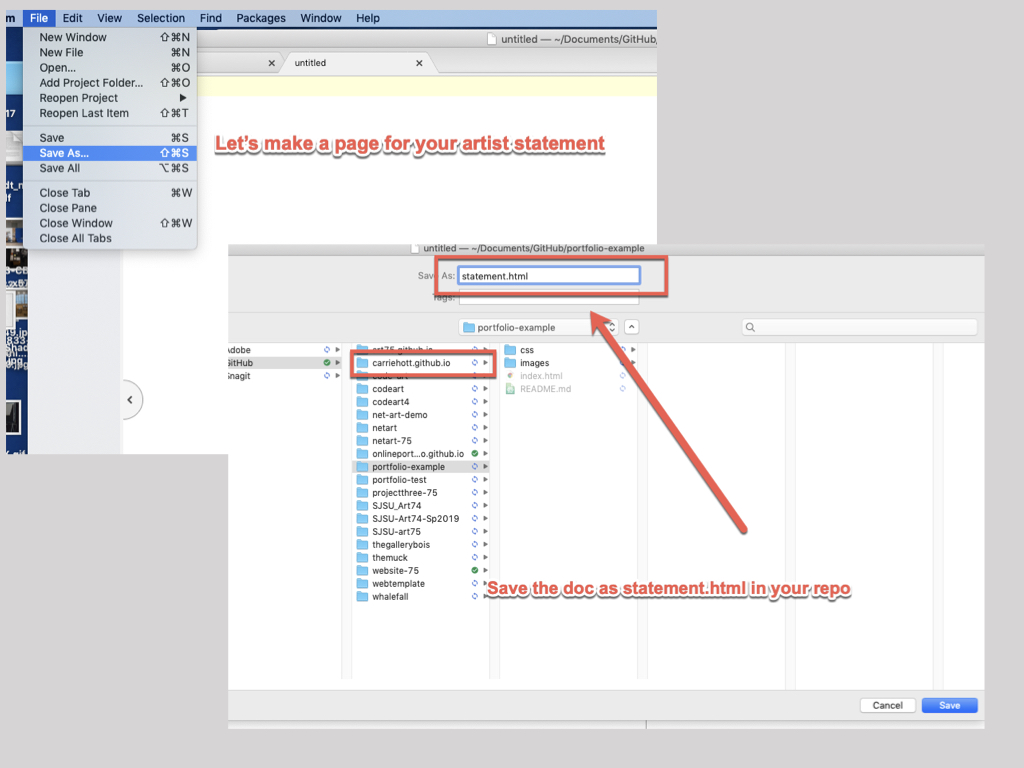 m File Edit View Selection Find Packages Window Help
New Window ⇧⌘N
New File ⌘N
Open... ⌘O
Add Project Folder... ⇧⌘O
Reopen Project
Reopen Last Item ⇧⌘T
Save ⌘S
Save As... ⇧⌘S
Save All ⌥⌘S
Close Tab ⌘W
Close Pane
Close Window ⇧⌘W
Close All Tabs
untitled — ~/Documents/GitHub/
untitled
17
Let's make a page for your artist statement
untitled — ~/Documents/GitHub/portfolio-example
Save As: statement.html
Tags:
portfolio-example
Adobe
GitHub
Snagit
art75.github.io
carriehott.github.io
code-art
codeart
codeart4
net-art-demo
netart
netart-75
onlineport...o.github.io
portfolio-example
portfolio-test
projectthree-75
SJSU_Art74
SJSU-Art74-Sp2019
SJSU-art75
thegallerybois
themuck
website-75
webtemplate
whalefall
css
images
index.html
README.md
Save the doc as statement.html in your repo
Cancel Save